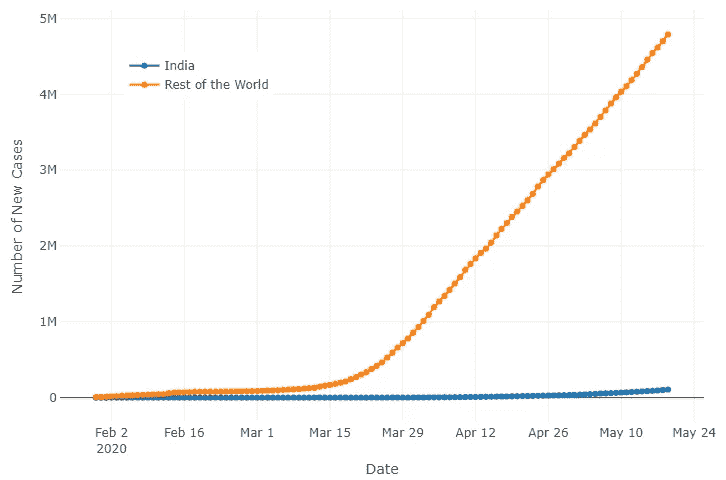 5M
4M
3M
2M
1M
0
Number of New Cases
India
Rest of the World
Feb 2
2020
Feb 16
Mar 1
Mar 15
Mar 29
Apr 12
Apr 26
May 10
May 24
Date